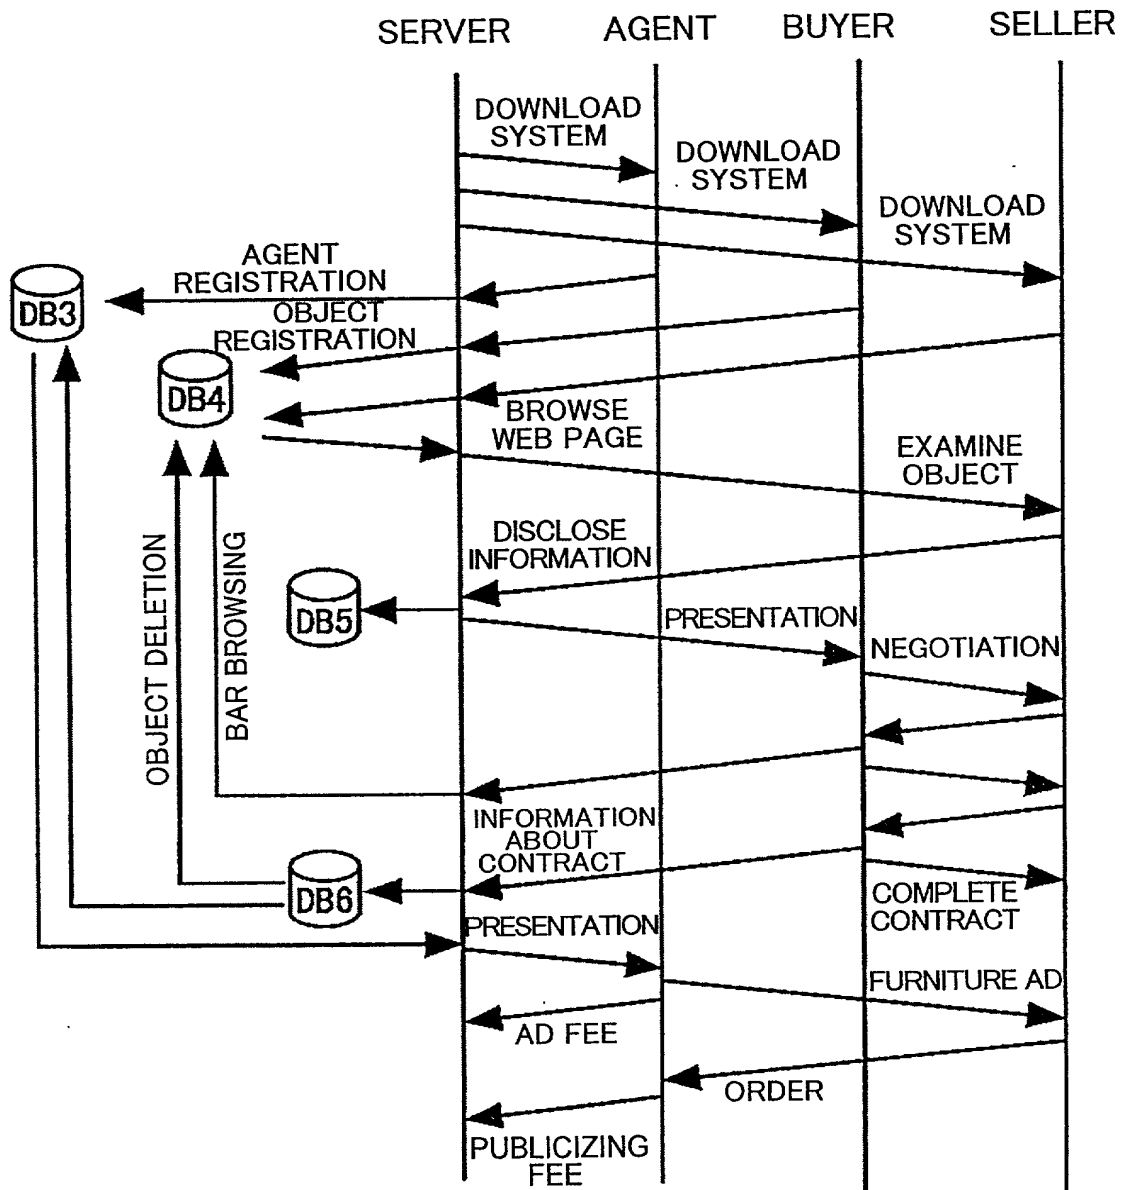 SERVER AGENT BUYER SELLER
DOWNLOAD
SYSTEM
DOWNLOAD
SYSTEM
DOWNLOAD
SYSTEM
AGENT
REGISTRATION
DB3
OBJECT
REGISTRATION
DB4
BROWSE
WEB PAGE
EXAMINE
OBJECT
DISCLOSE
INFORMATION
OBJECT DELETION
BAR BROWSING
DB5
PRESENTATION
NEGOTIATION
INFORMATION
ABOUT
CONTRACT
DB6
COMPLETE
CONTRACT
PRESENTATION
FURNITURE AD
AD FEE
ORDER
PUBLICIZING
FEE